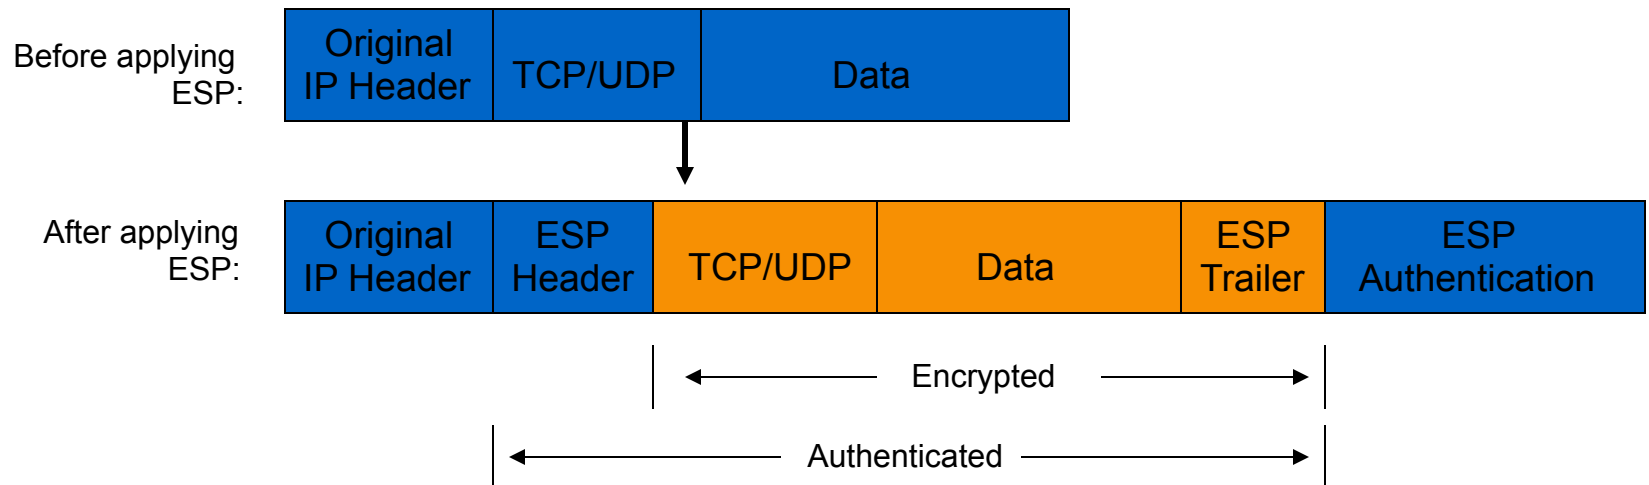 Before applying
ESP:
Original
IP Header
TCP/UDP
Data
After applying
ESP:
Original
IP Header
ESP
Header
TCP/UDP
Data
ESP
Trailer
ESP
Authentication
Encrypted
Authenticated